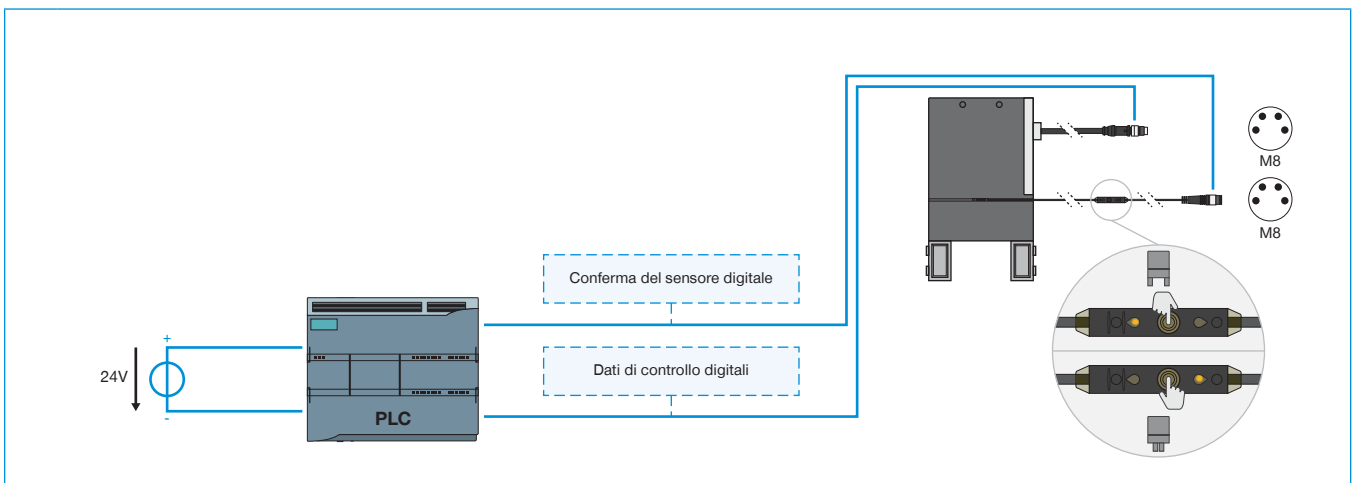 M8
M8
Conferma del sensore digitale
Dati di controllo digitali
+
24V
-
PLC